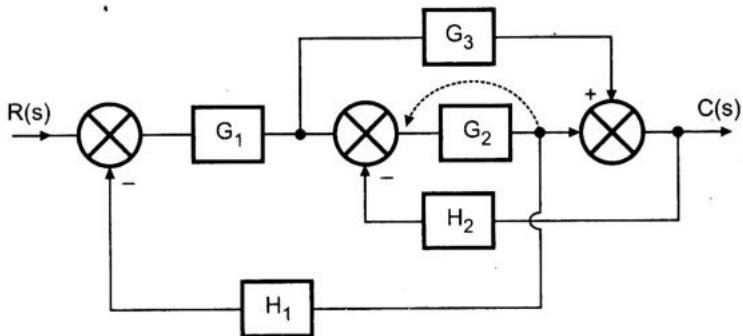 G₃
+
R(s)
C(s)
G₁
G₂
−
−
H₂
H₁